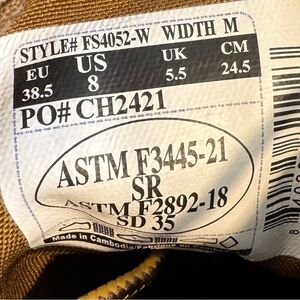 STYLE# FS4052-W WIDTH M
EU US UK CM
38.5 8 5.5 24.5
PO# CH2421
ASTM F3445-21
SR
ASTM F2892-18
SD 35
Made in Cambodia